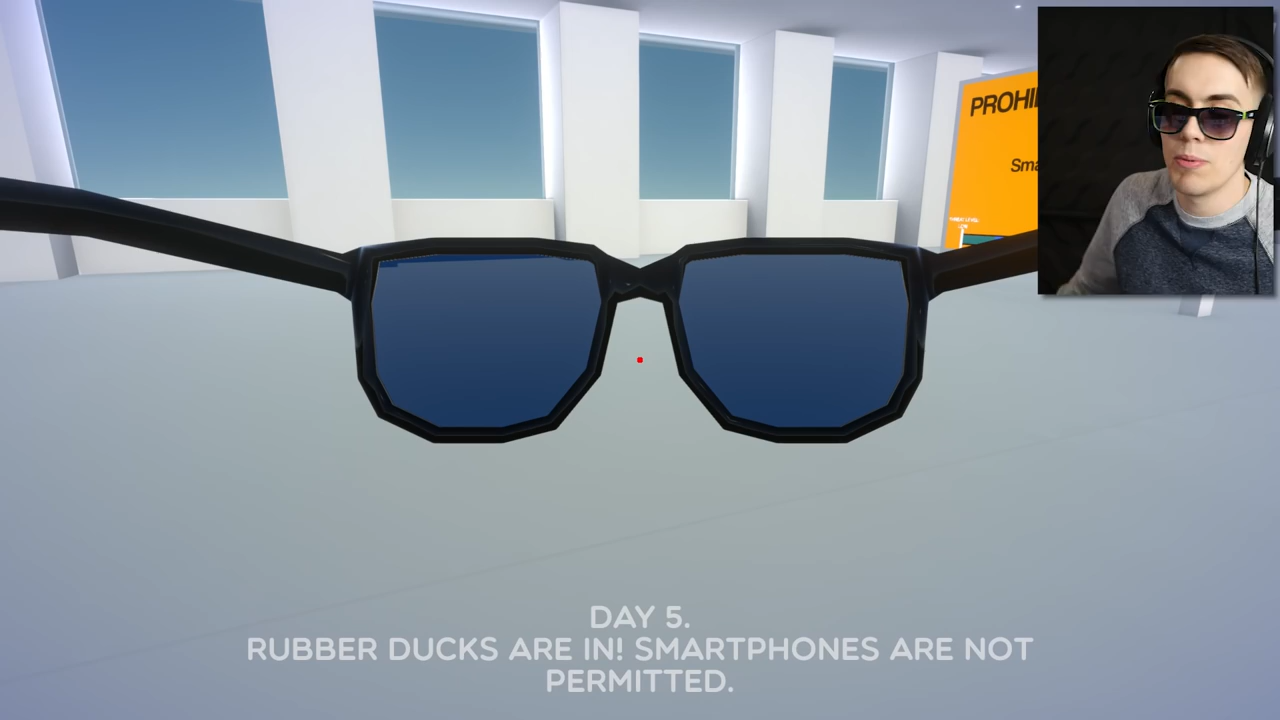 PROHI
Sma
DAY 5.
RUBBER DUCKS ARE IN! SMARTPHONES ARE NOT
PERMITTED.